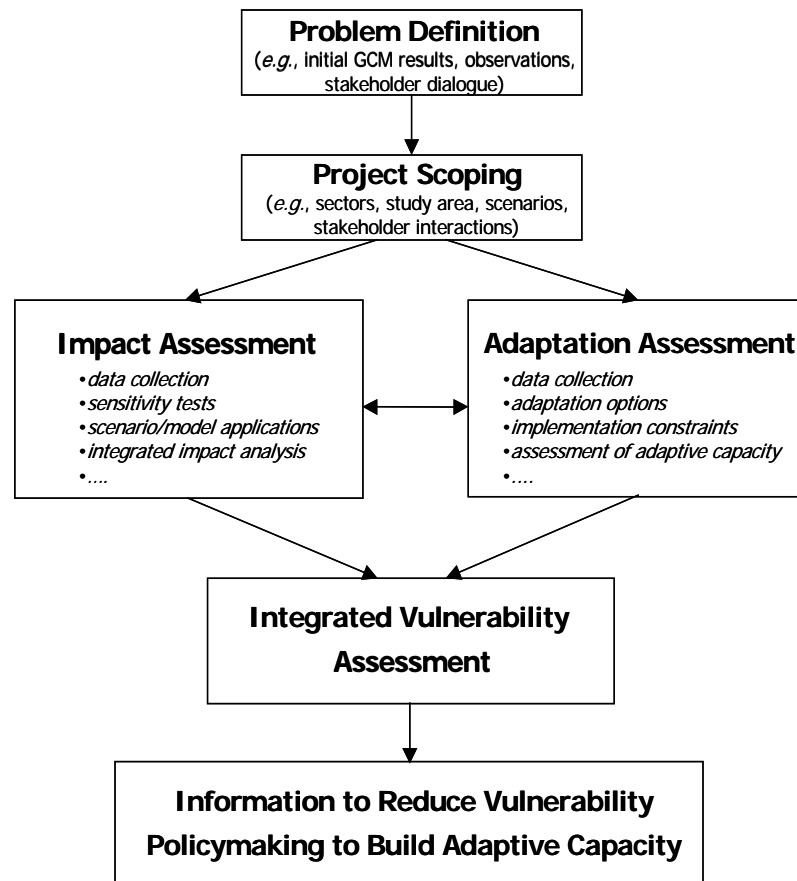 Problem Definition
(e.g., initial GCM results, observations,
stakeholder dialogue)
Project Scoping
(e.g., sectors, study area, scenarios,
stakeholder interactions)
Impact Assessment
•data collection
•sensitivity tests
•scenario/model applications
•integrated impact analysis
•....
Adaptation Assessment
•data collection
•adaptation options
•implementation constraints
•assessment of adaptive capacity
•....
Integrated Vulnerability
Assessment
Information to Reduce Vulnerability
Policymaking to Build Adaptive Capacity